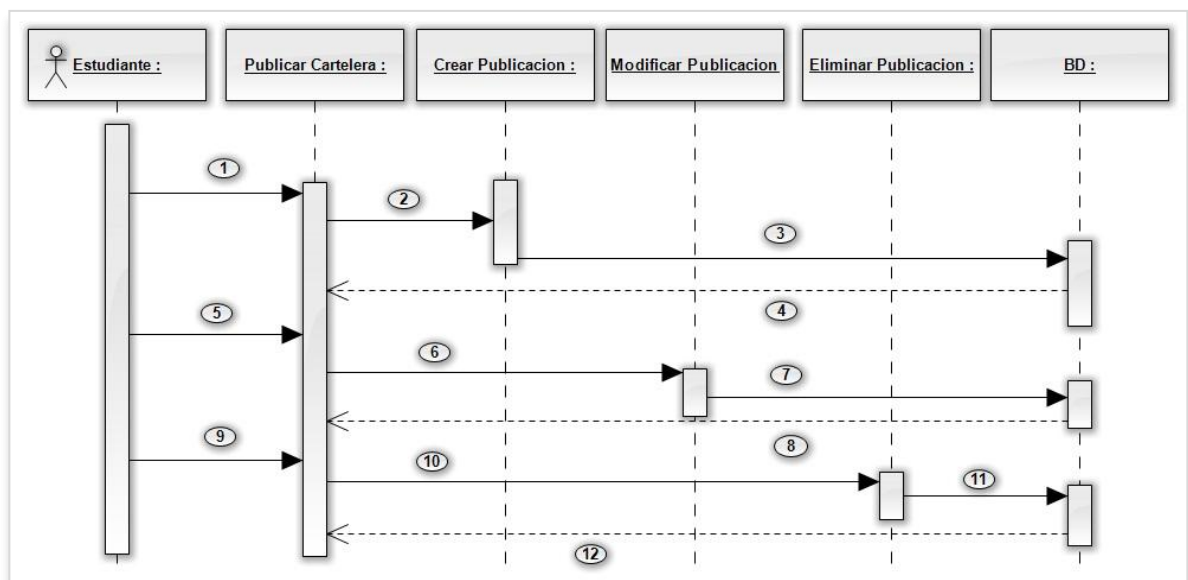 Estudiante :
Publicar Cartelera :
Crear Publicacion :
Modificar Publicacion
Eliminar Publicacion :
BD :
1
2
3
4
5
6
7
8
9
10
11
12